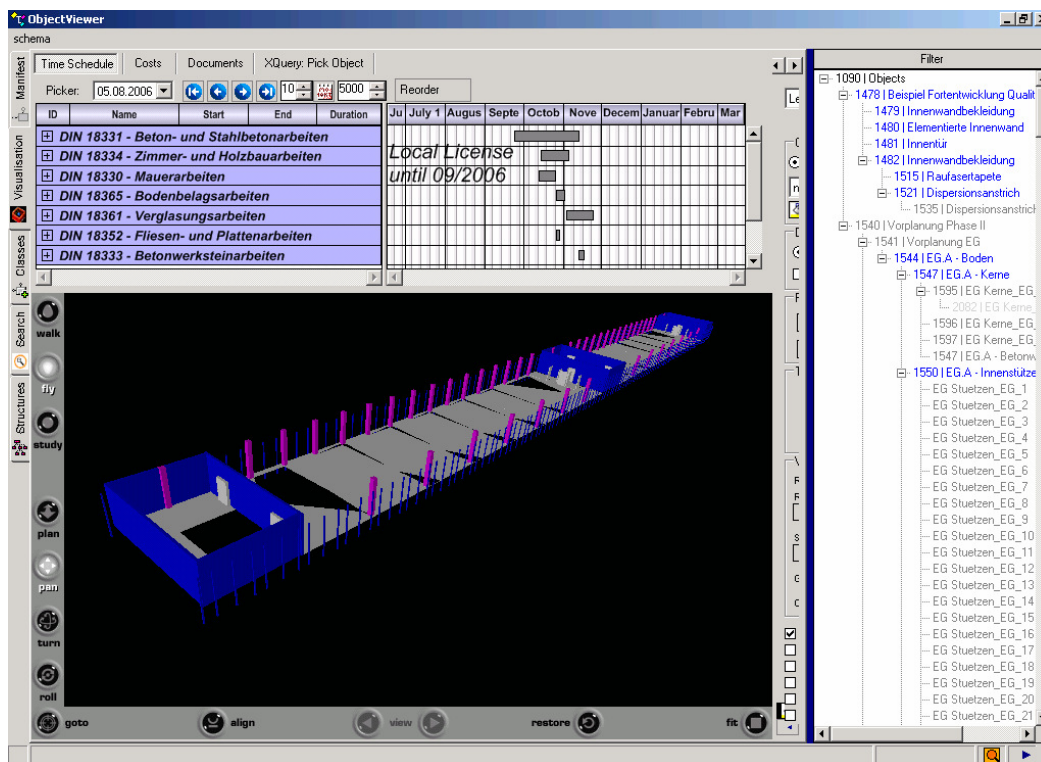 ObjectViewer
schema
Manifest
Visualisation
Classes
Search
Structures
Time Schedule Costs Documents XQuery: Pick Object
Picker: 05.08.2006 10 5000 Reorder
ID Name Start End Duration
Ju July 1 Augus Septe Octob Nove Decem Januar Februa Mar
DIN 18331 - Beton- und Stahlbetonarbeiten
DIN 18334 - Zimmer- und Holzbauarbeiten
DIN 18330 - Mauerarbeiten
DIN 18365 - Bodenbelagsarbeiten
DIN 18361 - Verglasungsarbeiten
DIN 18352 - Fliesen- und Plattenarbeiten
DIN 18333 - Betonwerksteinarbeiten
Local License
until 09/2006
walk
fly
study
plan
pan
turn
roll
goto align view restore fit
Le
Filter
1090 | Objects
1478 | Beispiel Fortentwicklung Qualit
1479 | Innenwandbekleidung
1480 | Elementierte Innenwand
1481 | Innentür
1482 | Innenwandbekleidung
1515 | Raufasertapete
1521 | Dispersionsanstrich
1535 | Dispersionsanstrich
1540 | Vorplanung Phase II
1541 | Vorplanung EG
1544 | EG.A - Boden
1547 | EG.A - Kerne
1595 | EG Kerne_EG_
2082 | EG Kerne_
1596 | EG Kerne_EG_
1597 | EG Kerne_EG_
1547 | EG.A - Betonw
1550 | EG.A - Innenstütze
EG Stuetzen_EG_1
EG Stuetzen_EG_2
EG Stuetzen_EG_3
EG Stuetzen_EG_4
EG Stuetzen_EG_5
EG Stuetzen_EG_6
EG Stuetzen_EG_7
EG Stuetzen_EG_8
EG Stuetzen_EG_9
EG Stuetzen_EG_10
EG Stuetzen_EG_11
EG Stuetzen_EG_12
EG Stuetzen_EG_13
EG Stuetzen_EG_14
EG Stuetzen_EG_15
EG Stuetzen_EG_16
EG Stuetzen_EG_17
EG Stuetzen_EG_18
EG Stuetzen_EG_19
EG Stuetzen_EG_20
EG Stuetzen_EG_21